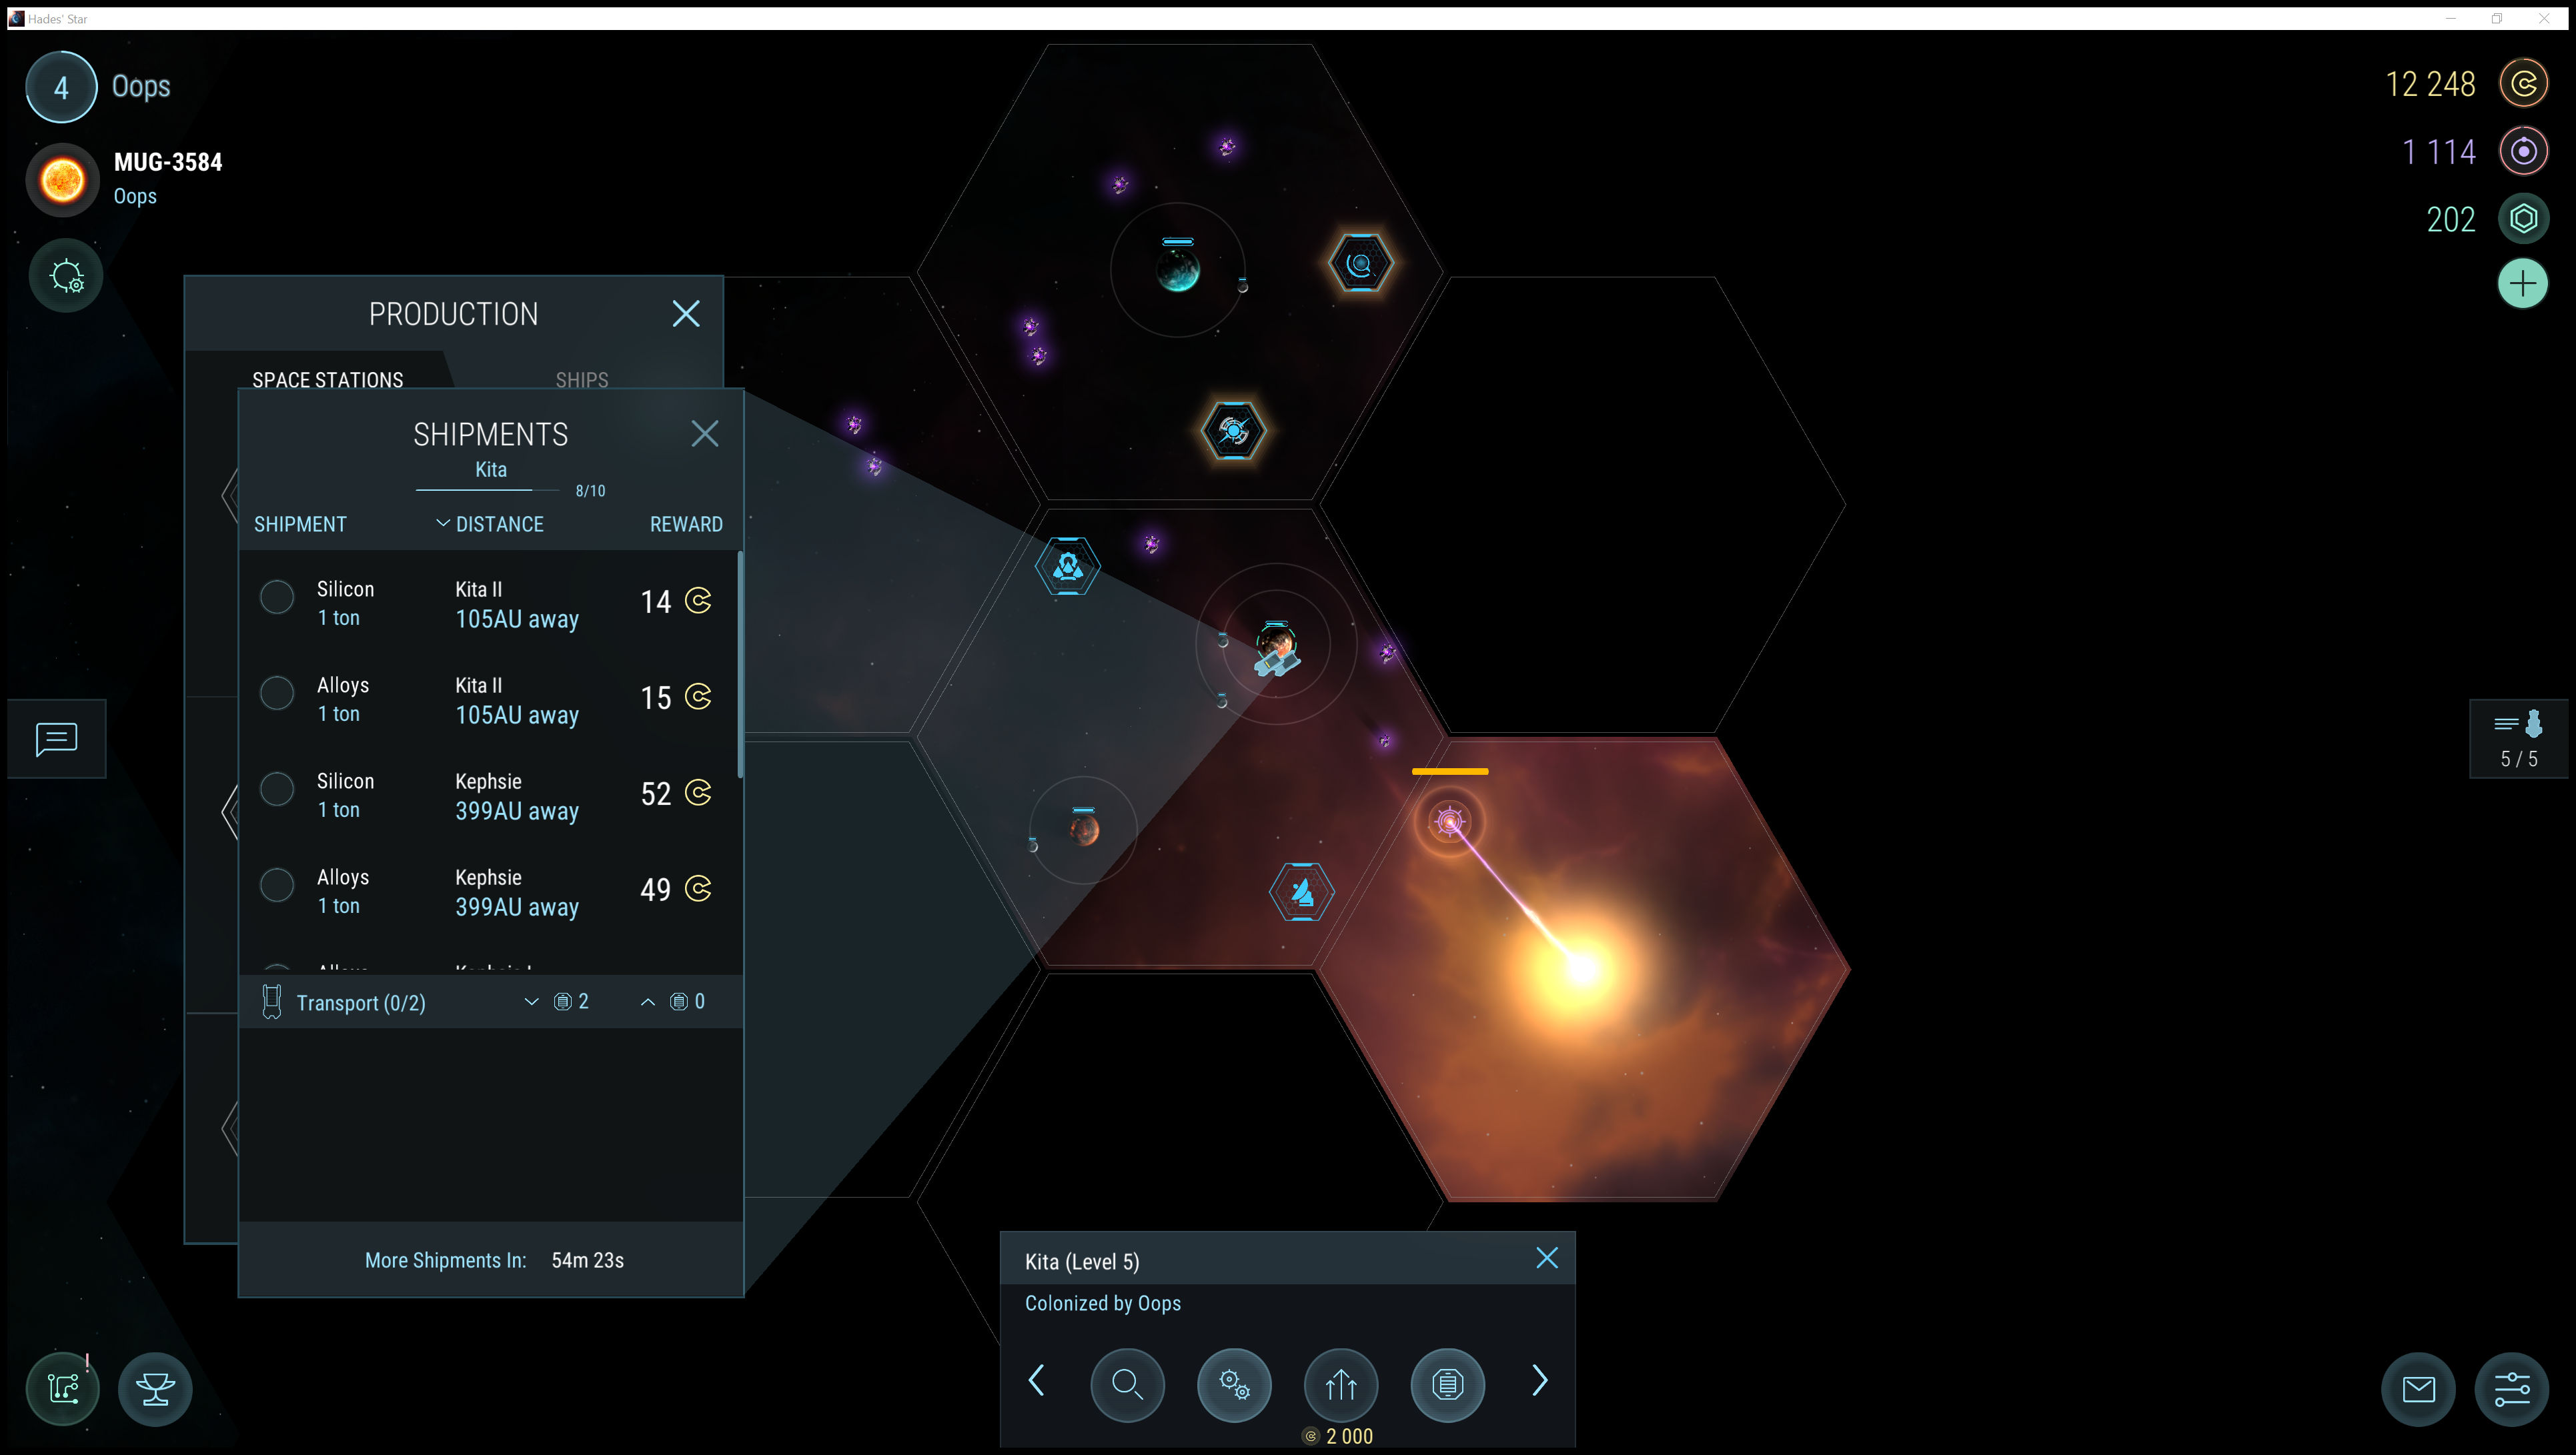 Hades' Star
4
Oops
MUG-3584
Oops
12 248
1 114
202
PRODUCTION
SPACE STATIONS
SHIPS
SHIPMENTS
Kita
8/10
SHIPMENT
DISTANCE
REWARD
Silicon
Kita II
14
1 ton
105AU away
Alloys
Kita II
15
1 ton
105AU away
Silicon
Kephsie
52
1 ton
399AU away
Alloys
Kephsie
49
1 ton
399AU away
Transport (0/2)
2
0
More Shipments In:
54m 23s
5 / 5
Kita (Level 5)
Colonized by Oops
2 000
!